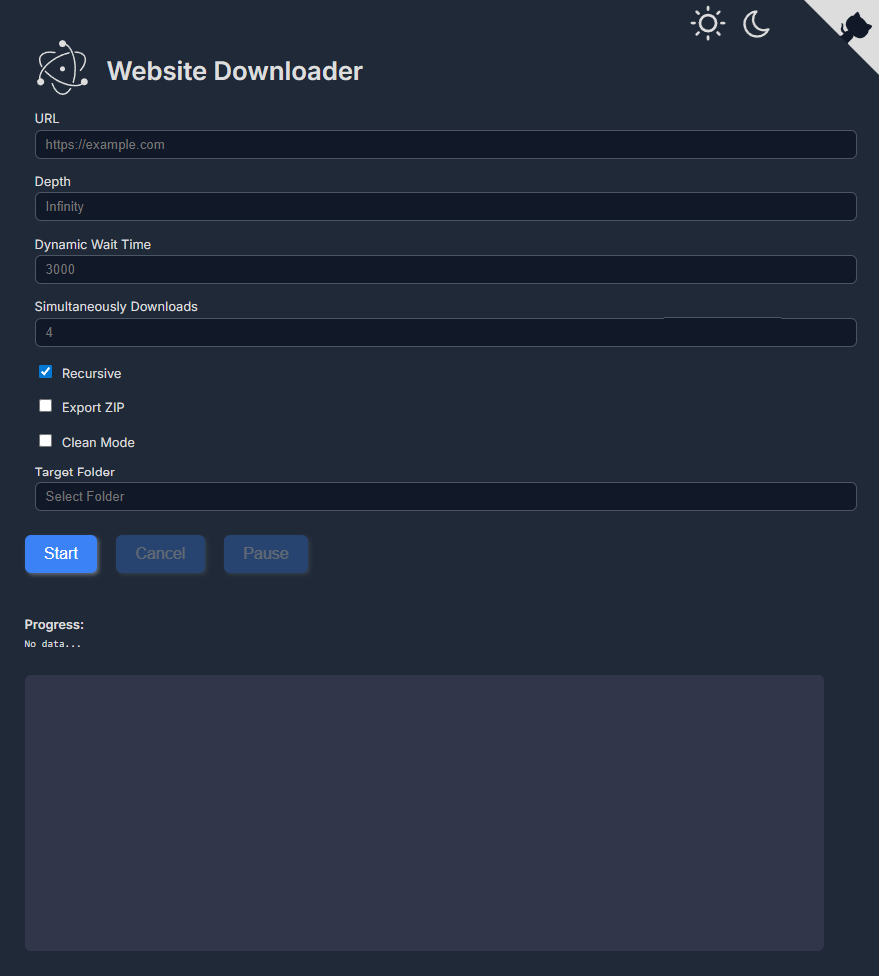 Website Downloader
URL
https://example.com
Depth
Infinity
Dynamic Wait Time
3000
Simultaneously Downloads
4
Recursive
Export ZIP
Clean Mode
Target Folder
Select Folder
Start Cancel Pause
Progress:
No data...